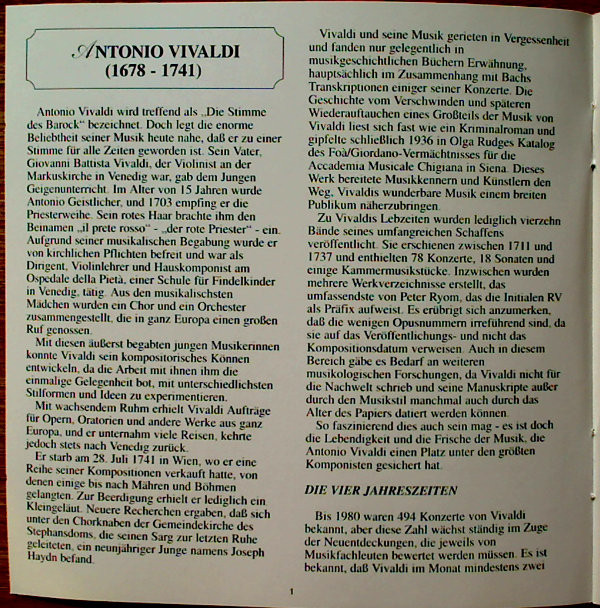 ANTONIO VIVALDI
(1678 - 1741)
Antonio Vivaldi wird treffend als „Die Stimme
des Barock“ bezeichnet. Doch legt die enorme
Beliebtheit seiner Musik heute nahe, daß er zu einer
Stimme für alle Zeiten geworden ist. Sein Vater,
Giovanni Battista Vivaldi, der Violinist an der
Markuskirche in Venedig war, gab dem Jungen
Geigenunterricht. Im Alter von 15 Jahren wurde
Antonio Geistlicher, und 1703 empfing er die
Priesterweihe. Sein rotes Haar brachte ihm den
Beinamen „il prete rosso“ - „der rote Priester“ - ein.
Aufgrund seiner musikalischen Begabung wurde er
von kirchlichen Pflichten befreit und war als
Dirigent, Violinlehrer und Hauskomponist am
Ospedale della Pietà, einer Schule für Findelkinder
in Venedig, tätig. Aus den musikalischsten
Mädchen wurden ein Chor und ein Orchester
zusammengestellt, die in ganz Europa einen großen
Ruf genossen.
Mit diesen äußerst begabten jungen Musikerinnen
konnte Vivaldi sein kompositorisches Können
entwickeln, da die Arbeit mit ihnen ihm die
einmalige Gelegenheit bot, mit unterschiedlichsten
Stilformen und Ideen zu experimentieren.
Mit wachsendem Ruhm erhielt Vivaldi Aufträge
für Opern, Oratorien und andere Werke aus ganz
Europa, und er unternahm viele Reisen, kehrte
jedoch stets nach Venedig zurück.
Er starb am 28. Juli 1741 in Wien, wo er eine
Reihe seiner Kompositionen verkauft hatte, von
denen einige bis nach Mähren und Böhmen
gelangten. Zur Beerdigung erhielt er lediglich ein
Kleingeläut. Neuere Recherchen ergaben, daß sich
unter den Chorknaben der Gemeindekirche des
Stephansdoms, die seinen Sarg zur letzten Ruhe
geleiteten, ein neunjähriger Junge namens Joseph
Haydn befand.
Vivaldi und seine Musik gerieten in Vergessenheit
und fanden nur gelegentlich in
musikgeschichtlichen Büchern Erwähnung,
hauptsächlich im Zusammenhang mit Bachs
Transkriptionen einiger seiner Konzerte. Die
Geschichte vom Verschwinden und späteren
Wiederauftauchen eines Großteils der Musik von
Vivaldi liest sich fast wie ein Kriminalroman und
gipfelte schließlich 1936 in Olga Rudges Katalog
des Foà/Giordano-Vermächtnisses für die
Accademia Musicale Chigiana in Siena. Dieses
Werk bereitete Musikkennern und Künstlern den
Weg, Vivaldis wunderbare Musik einem breiten
Publikum näherzubringen.
Zu Vivaldis Lebzeiten wurden lediglich vierzehn
Bände seines umfangreichen Schaffens
veröffentlicht. Sie erschienen zwischen 1711 und
1737 und enthielten 78 Konzerte, 18 Sonaten und
einige Kammermusikstücke. Inzwischen wurden
mehrere Werkverzeichnisse erstellt, das
umfassendste von Peter Ryom, das die Initialen RV
als Präfix aufweist. Es erübrigt sich anzumerken,
daß die wenigen Opusnummern irreführend sind, da
sie auf das Veröffentlichungs- und nicht das
Kompositionsdatum verweisen. Auch in diesem
Bereich gäbe es Bedarf an weiteren
musikologischen Forschungen, da Vivaldi nicht für
die Nachwelt schrieb und seine Manuskripte außer
durch den Musikstil manchmal auch durch das
Alter des Papiers datiert werden können.
So faszinierend dies auch sein mag - es ist doch
die Lebendigkeit und die Frische der Musik, die
Antonio Vivaldi einen Platz unter den größten
Komponisten gesichert hat.
DIE VIER JAHRESZEITEN
Bis 1980 waren 494 Konzerte von Vivaldi
bekannt, aber diese Zahl wächst ständig im Zuge
der Neuentdeckungen, die jeweils von
Musikfachleuten bewertet werden müssen. Es ist
bekannt, daß Vivaldi im Monat mindestens zwei
1